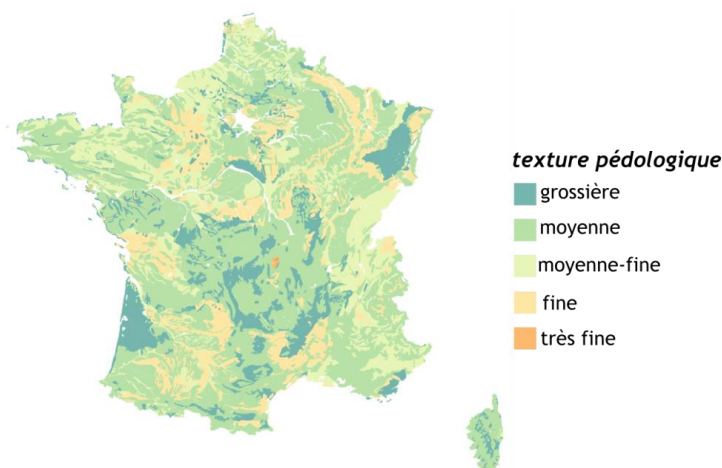 texture pédologique
grossière
moyenne
moyenne-fine
fine
très fine